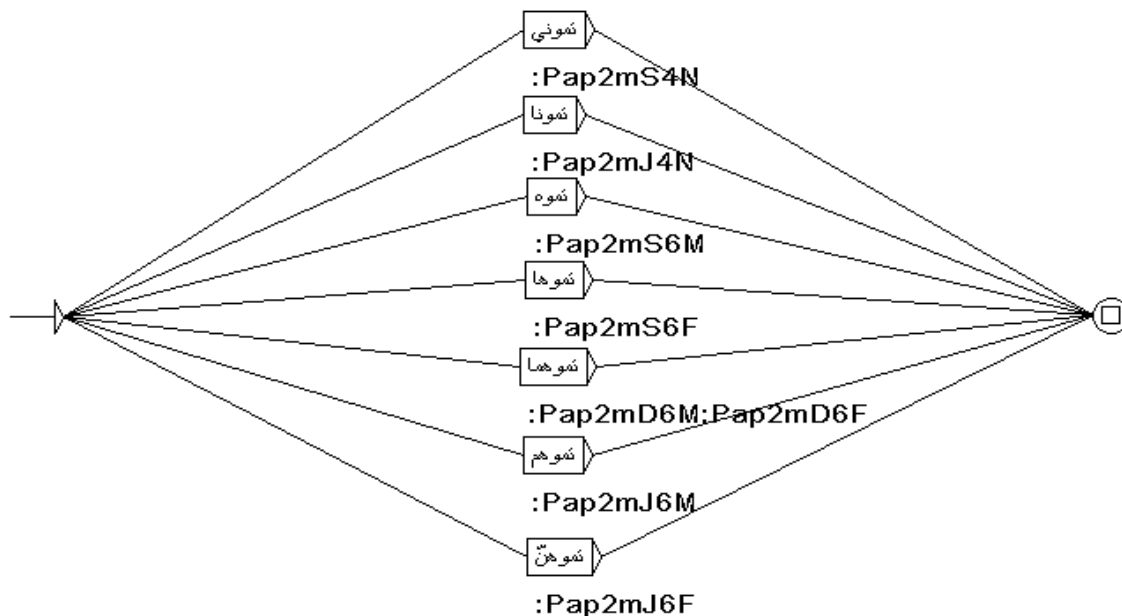 تموني
:Pap2mS4N
تمونا
:Pap2mJ4N
تموه
:Pap2mS6M
تموها
:Pap2mS6F
تموهما
:Pap2mD6M:Pap2mD6F
تموهم
:Pap2mJ6M
تموهنّ
:Pap2mJ6F